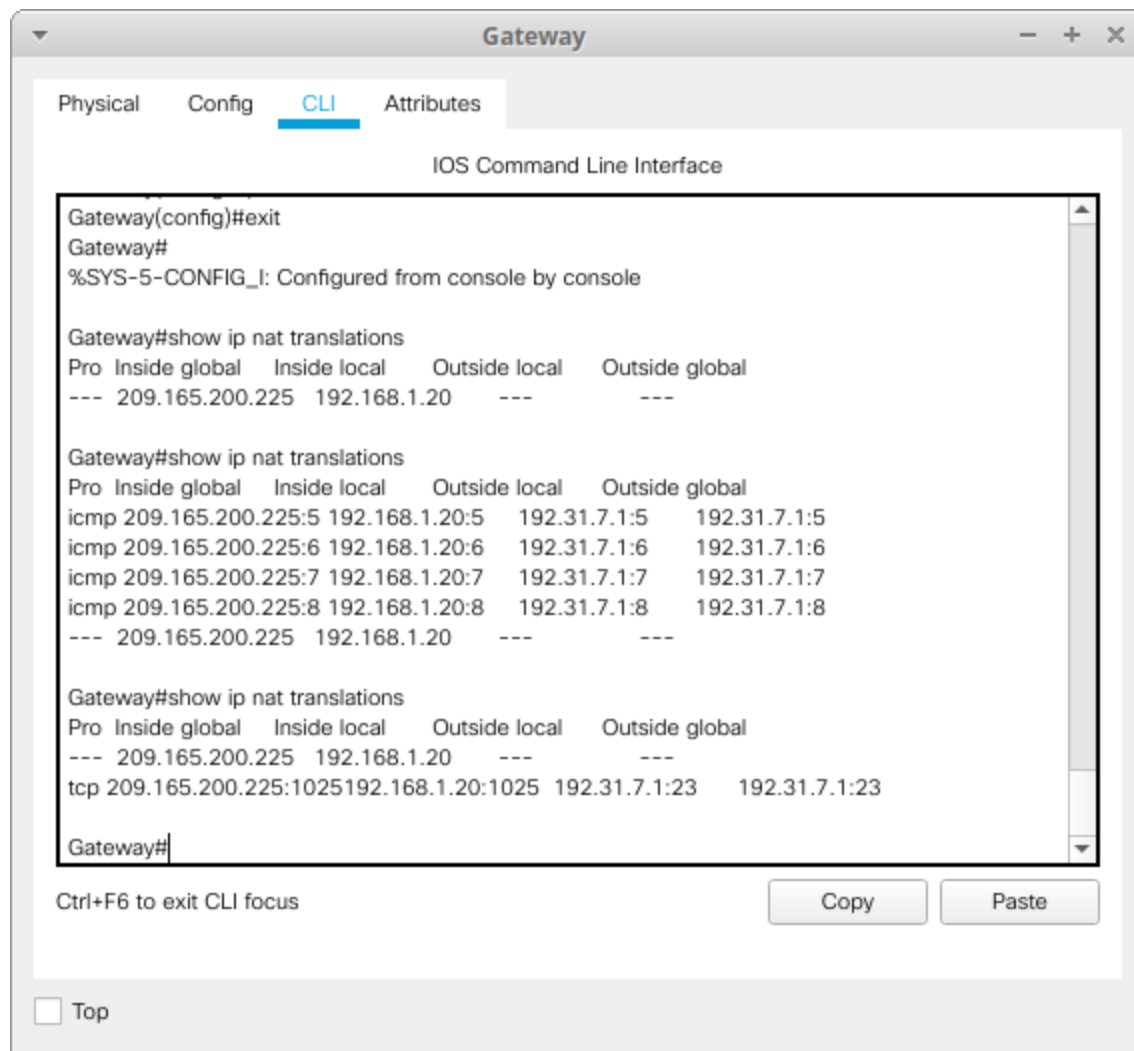 Gateway
Physical Config CLI Attributes
IOS Command Line Interface
Gateway(config)#exit
Gateway#
%SYS-5-CONFIG_I: Configured from console by console
Gateway#show ip nat translations
Pro Inside global Inside local Outside local Outside global
--- 209.165.200.225 192.168.1.20 --- ---
Gateway#show ip nat translations
Pro Inside global Inside local Outside local Outside global
icmp 209.165.200.225:5 192.168.1.20:5 192.31.7.1:5 192.31.7.1:5
icmp 209.165.200.225:6 192.168.1.20:6 192.31.7.1:6 192.31.7.1:6
icmp 209.165.200.225:7 192.168.1.20:7 192.31.7.1:7 192.31.7.1:7
icmp 209.165.200.225:8 192.168.1.20:8 192.31.7.1:8 192.31.7.1:8
--- 209.165.200.225 192.168.1.20 --- ---
Gateway#show ip nat translations
Pro Inside global Inside local Outside local Outside global
--- 209.165.200.225 192.168.1.20 --- ---
tcp 209.165.200.225:1025192.168.1.20:1025 192.31.7.1:23 192.31.7.1:23
Gateway#
Ctrl+F6 to exit CLI focus
Copy Paste
Top